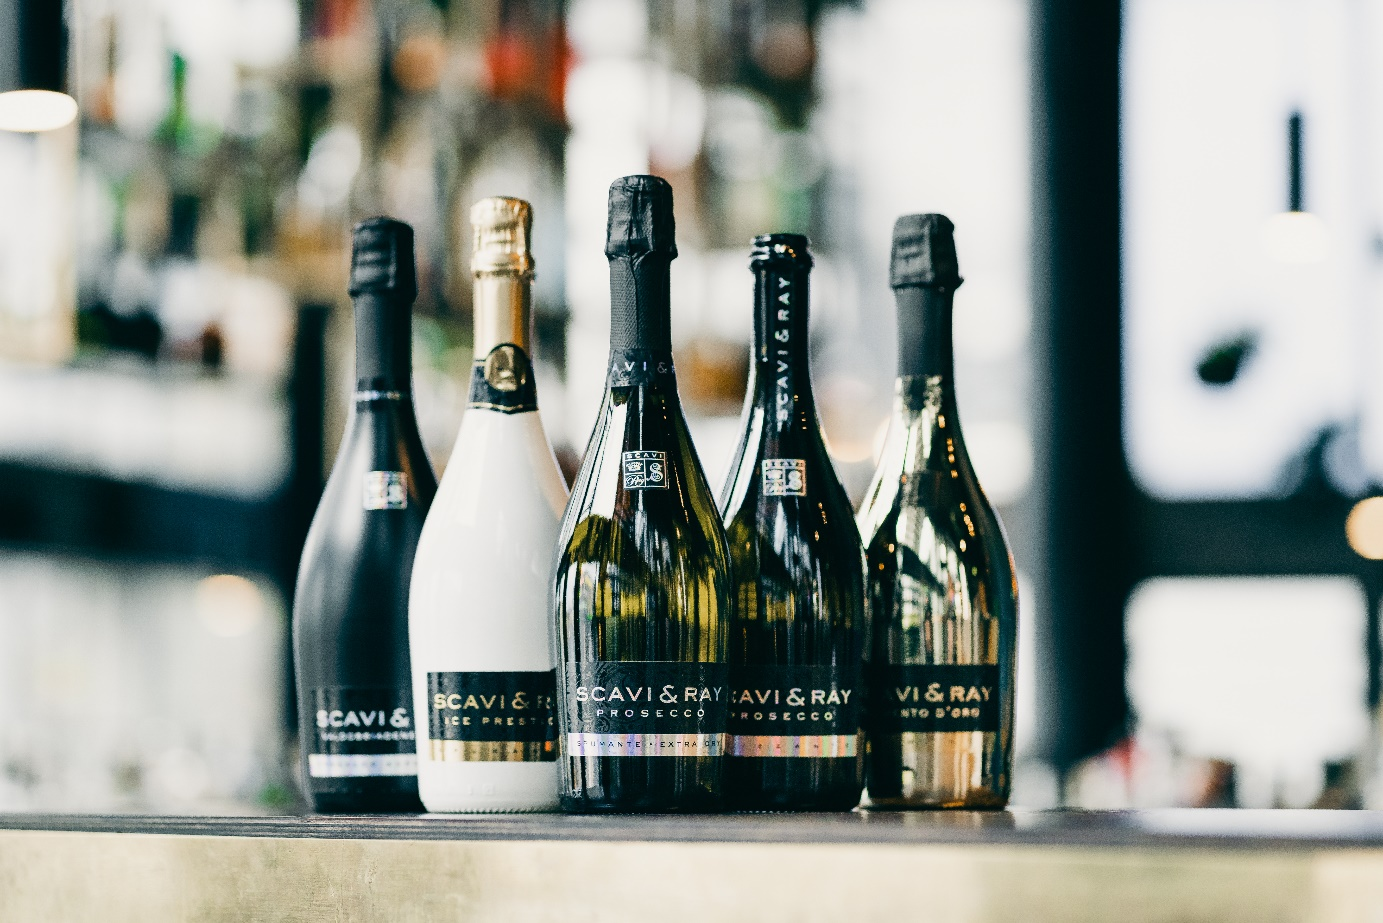 SCAVI &
SCAVI & R
ICE PRESTIG
AVI & R
SCAVI
Ray S
SCAVI & RAY
PROSECCO
SPUMANTE • EXTRA DRY
SCAVI & RAY
CAVI & RAY
PROSECCO
VI & RAY
NTO D'ORO